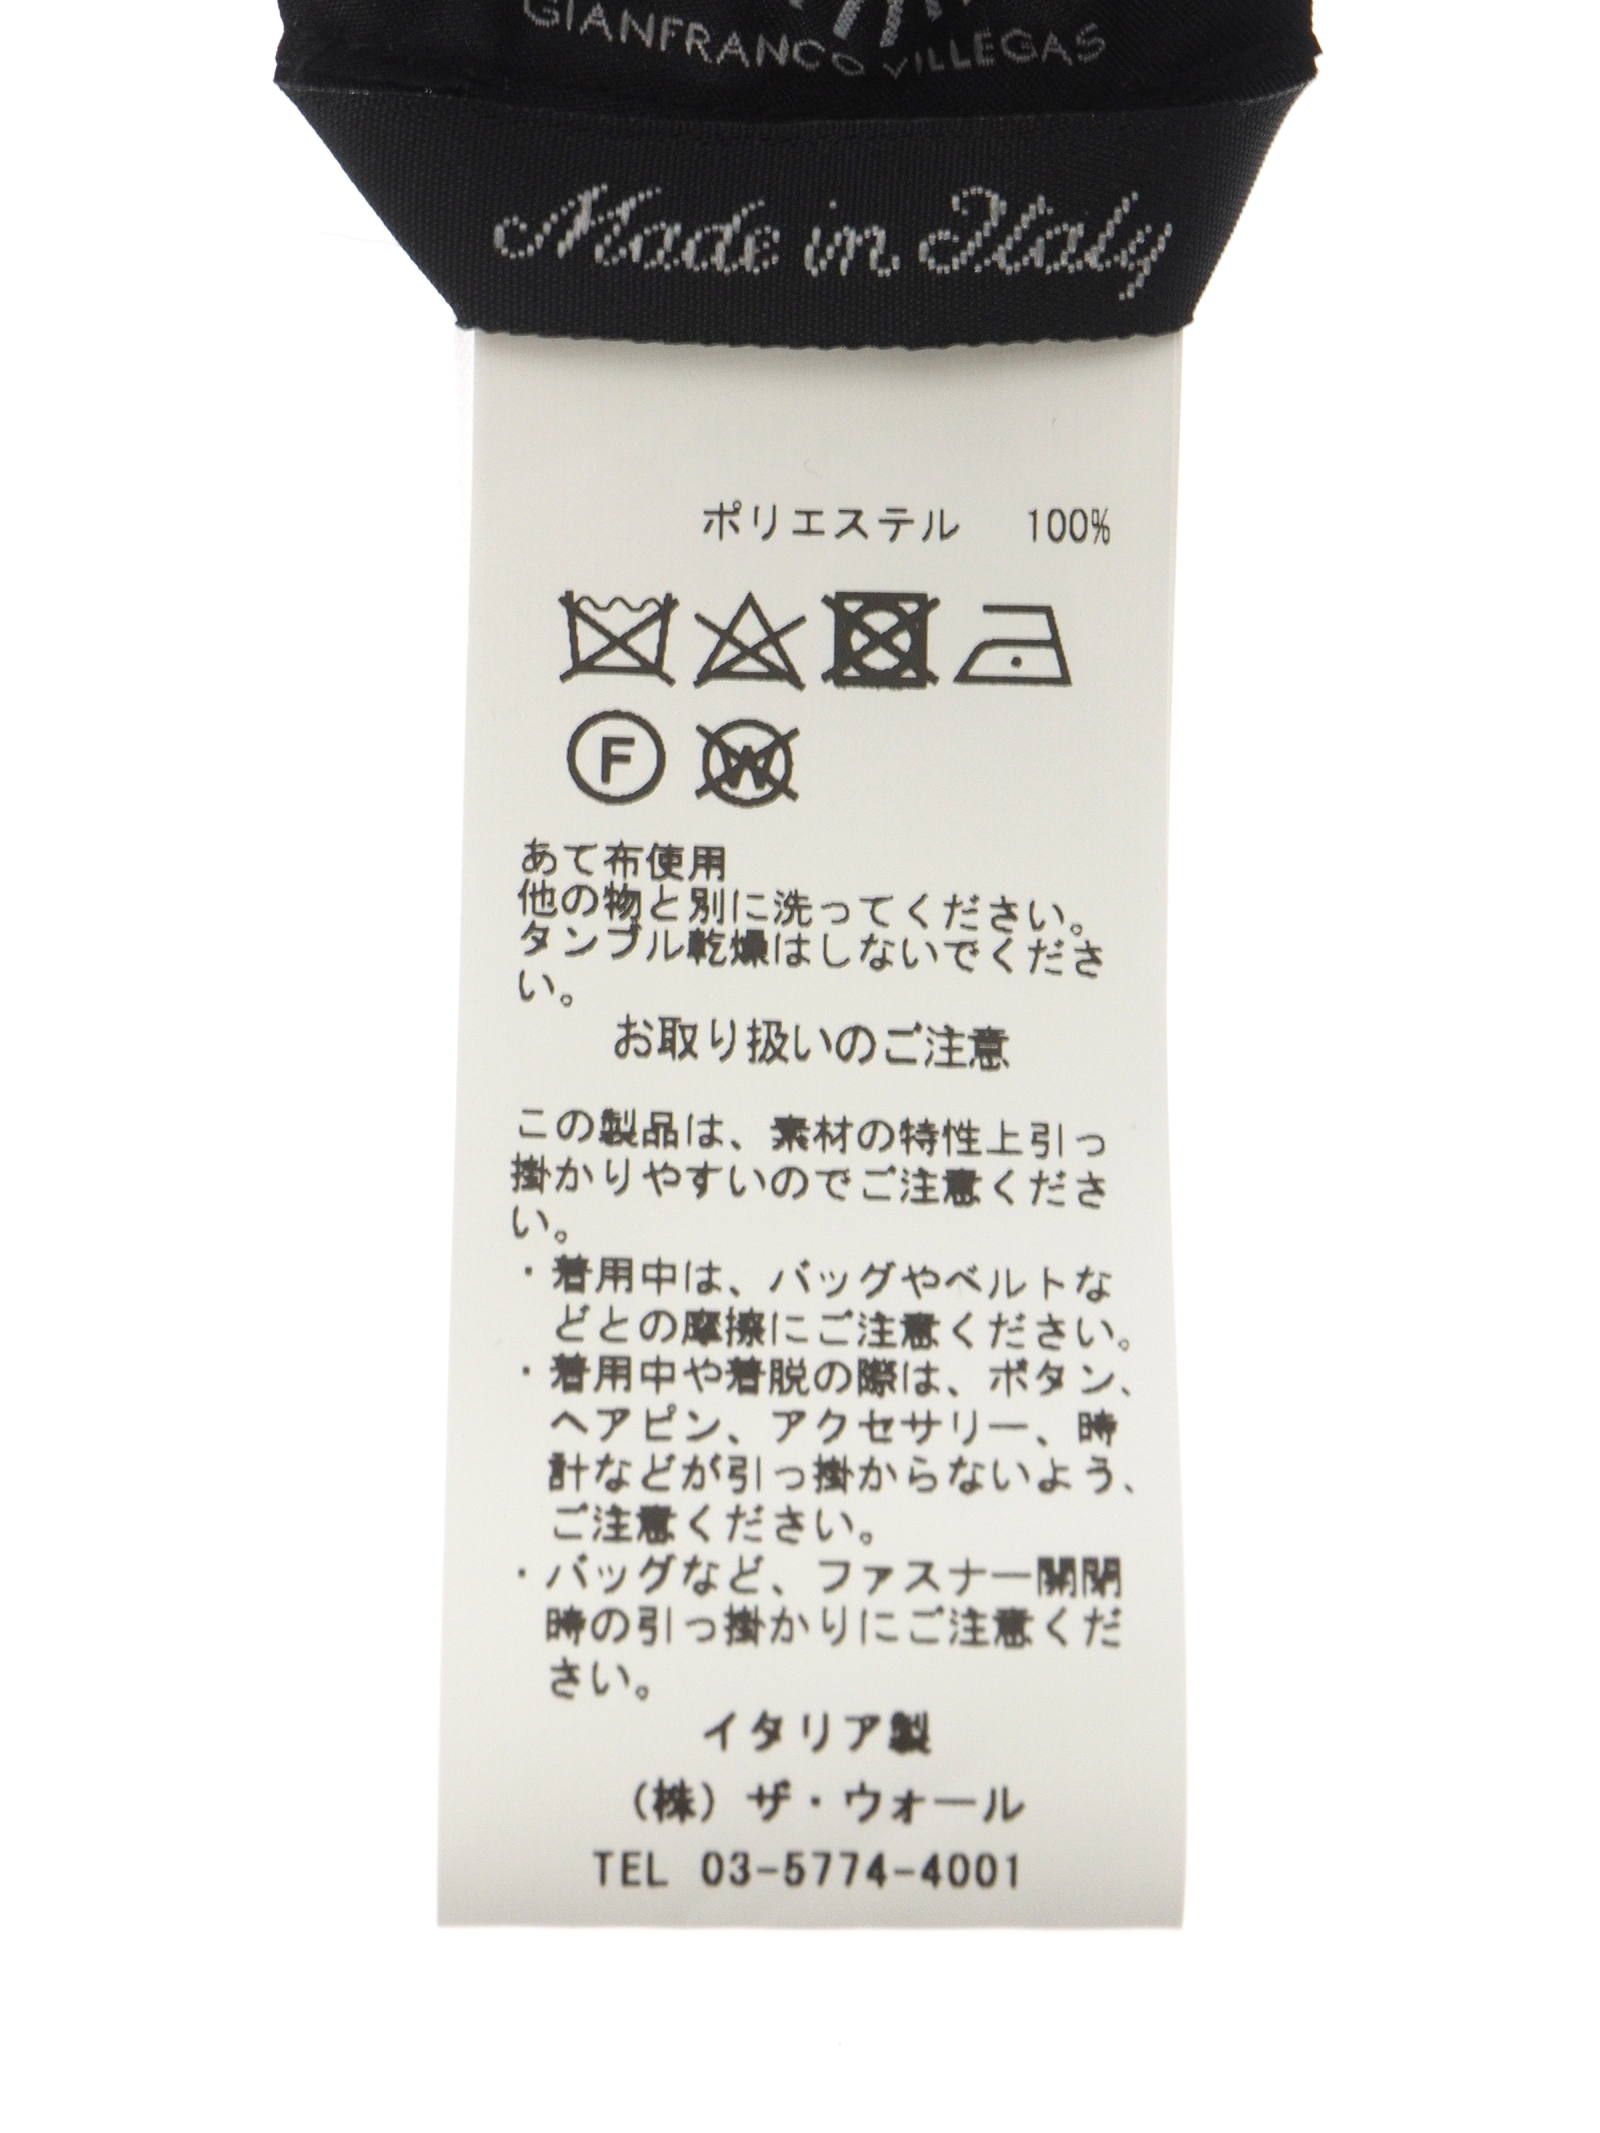 GIANFRANCO VILLEGAS
Made in Italy
ポリエステル 100%
F W
あて布使用
他の物と別に洗ってください。
タンブル乾燥はしないでくださ
い。
お取り扱いのご注意
この製品は、素材の特性上引っ
掛かりやすいのでご注意くださ
い。
・着用中は、バッグやベルトな
どとの摩擦にご注意ください。
・着用中や着脱の際は、ボタン、
ヘアピン、アクセサリー、時
計などが引っ掛からないよう、
ご注意ください。
・バッグなど、ファスナー開閉
時の引っ掛かりにご注意くだ
さい。
イタリア製
(株) ザ・ウォール
TEL 03-5774-4001